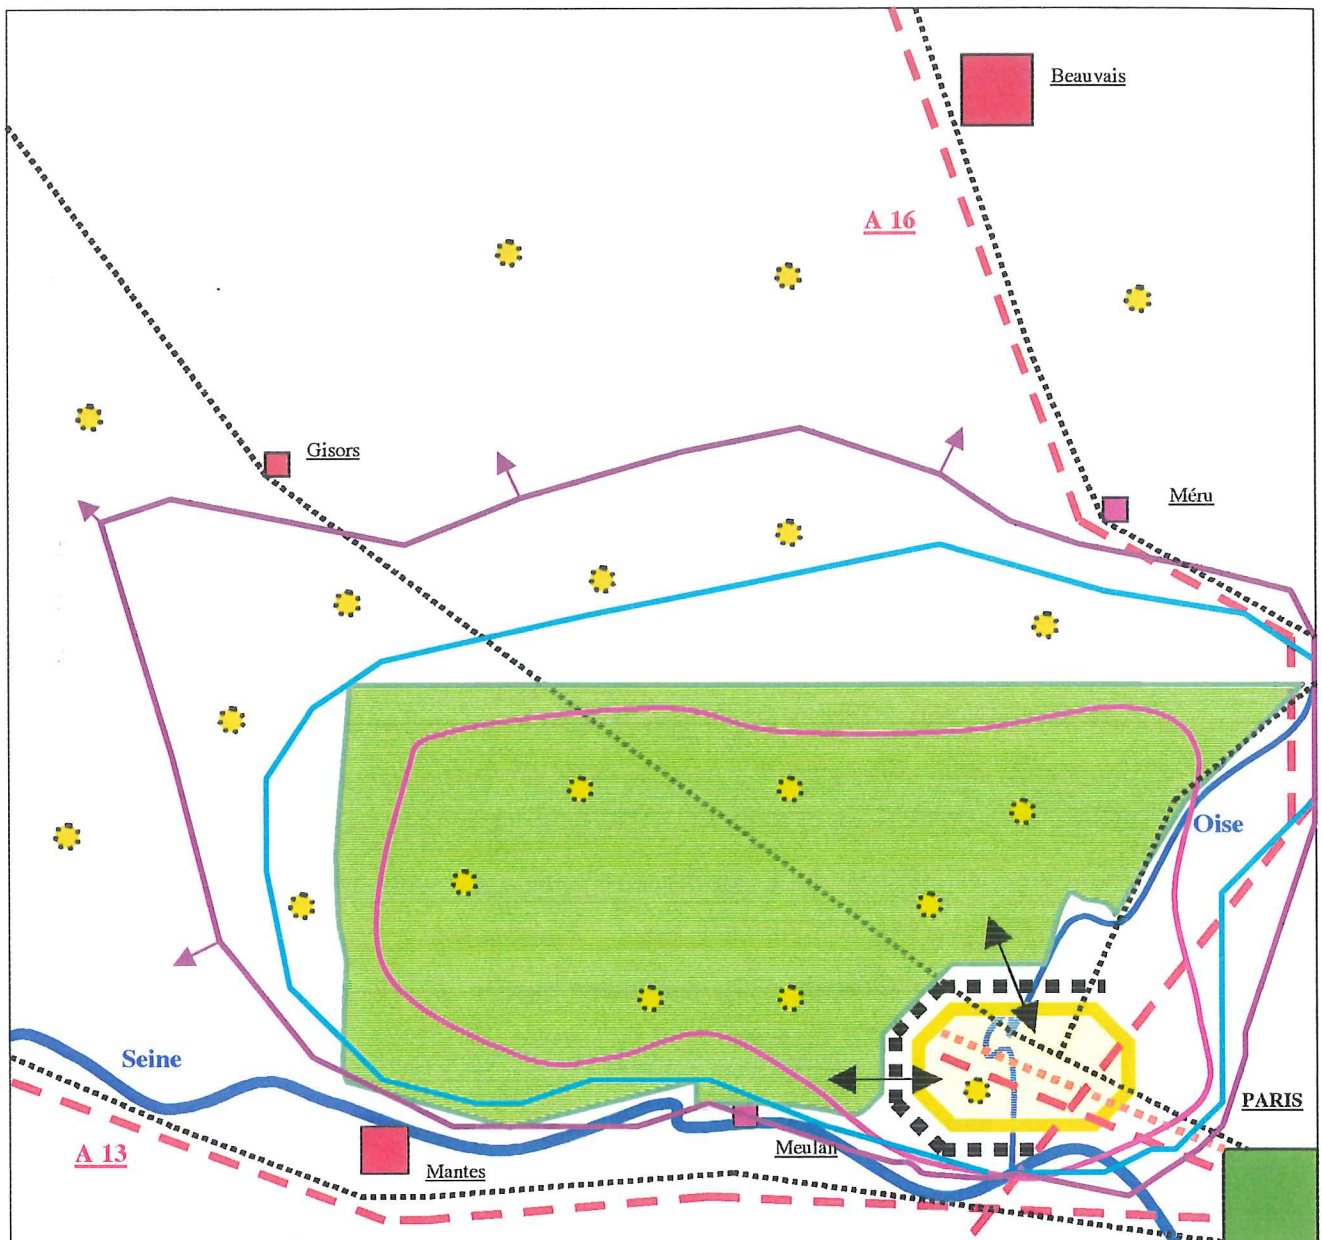 Beauvais
A 16
Gisors
Méru
Oise
Seine
PARIS
A 13
Meulan
Mantes